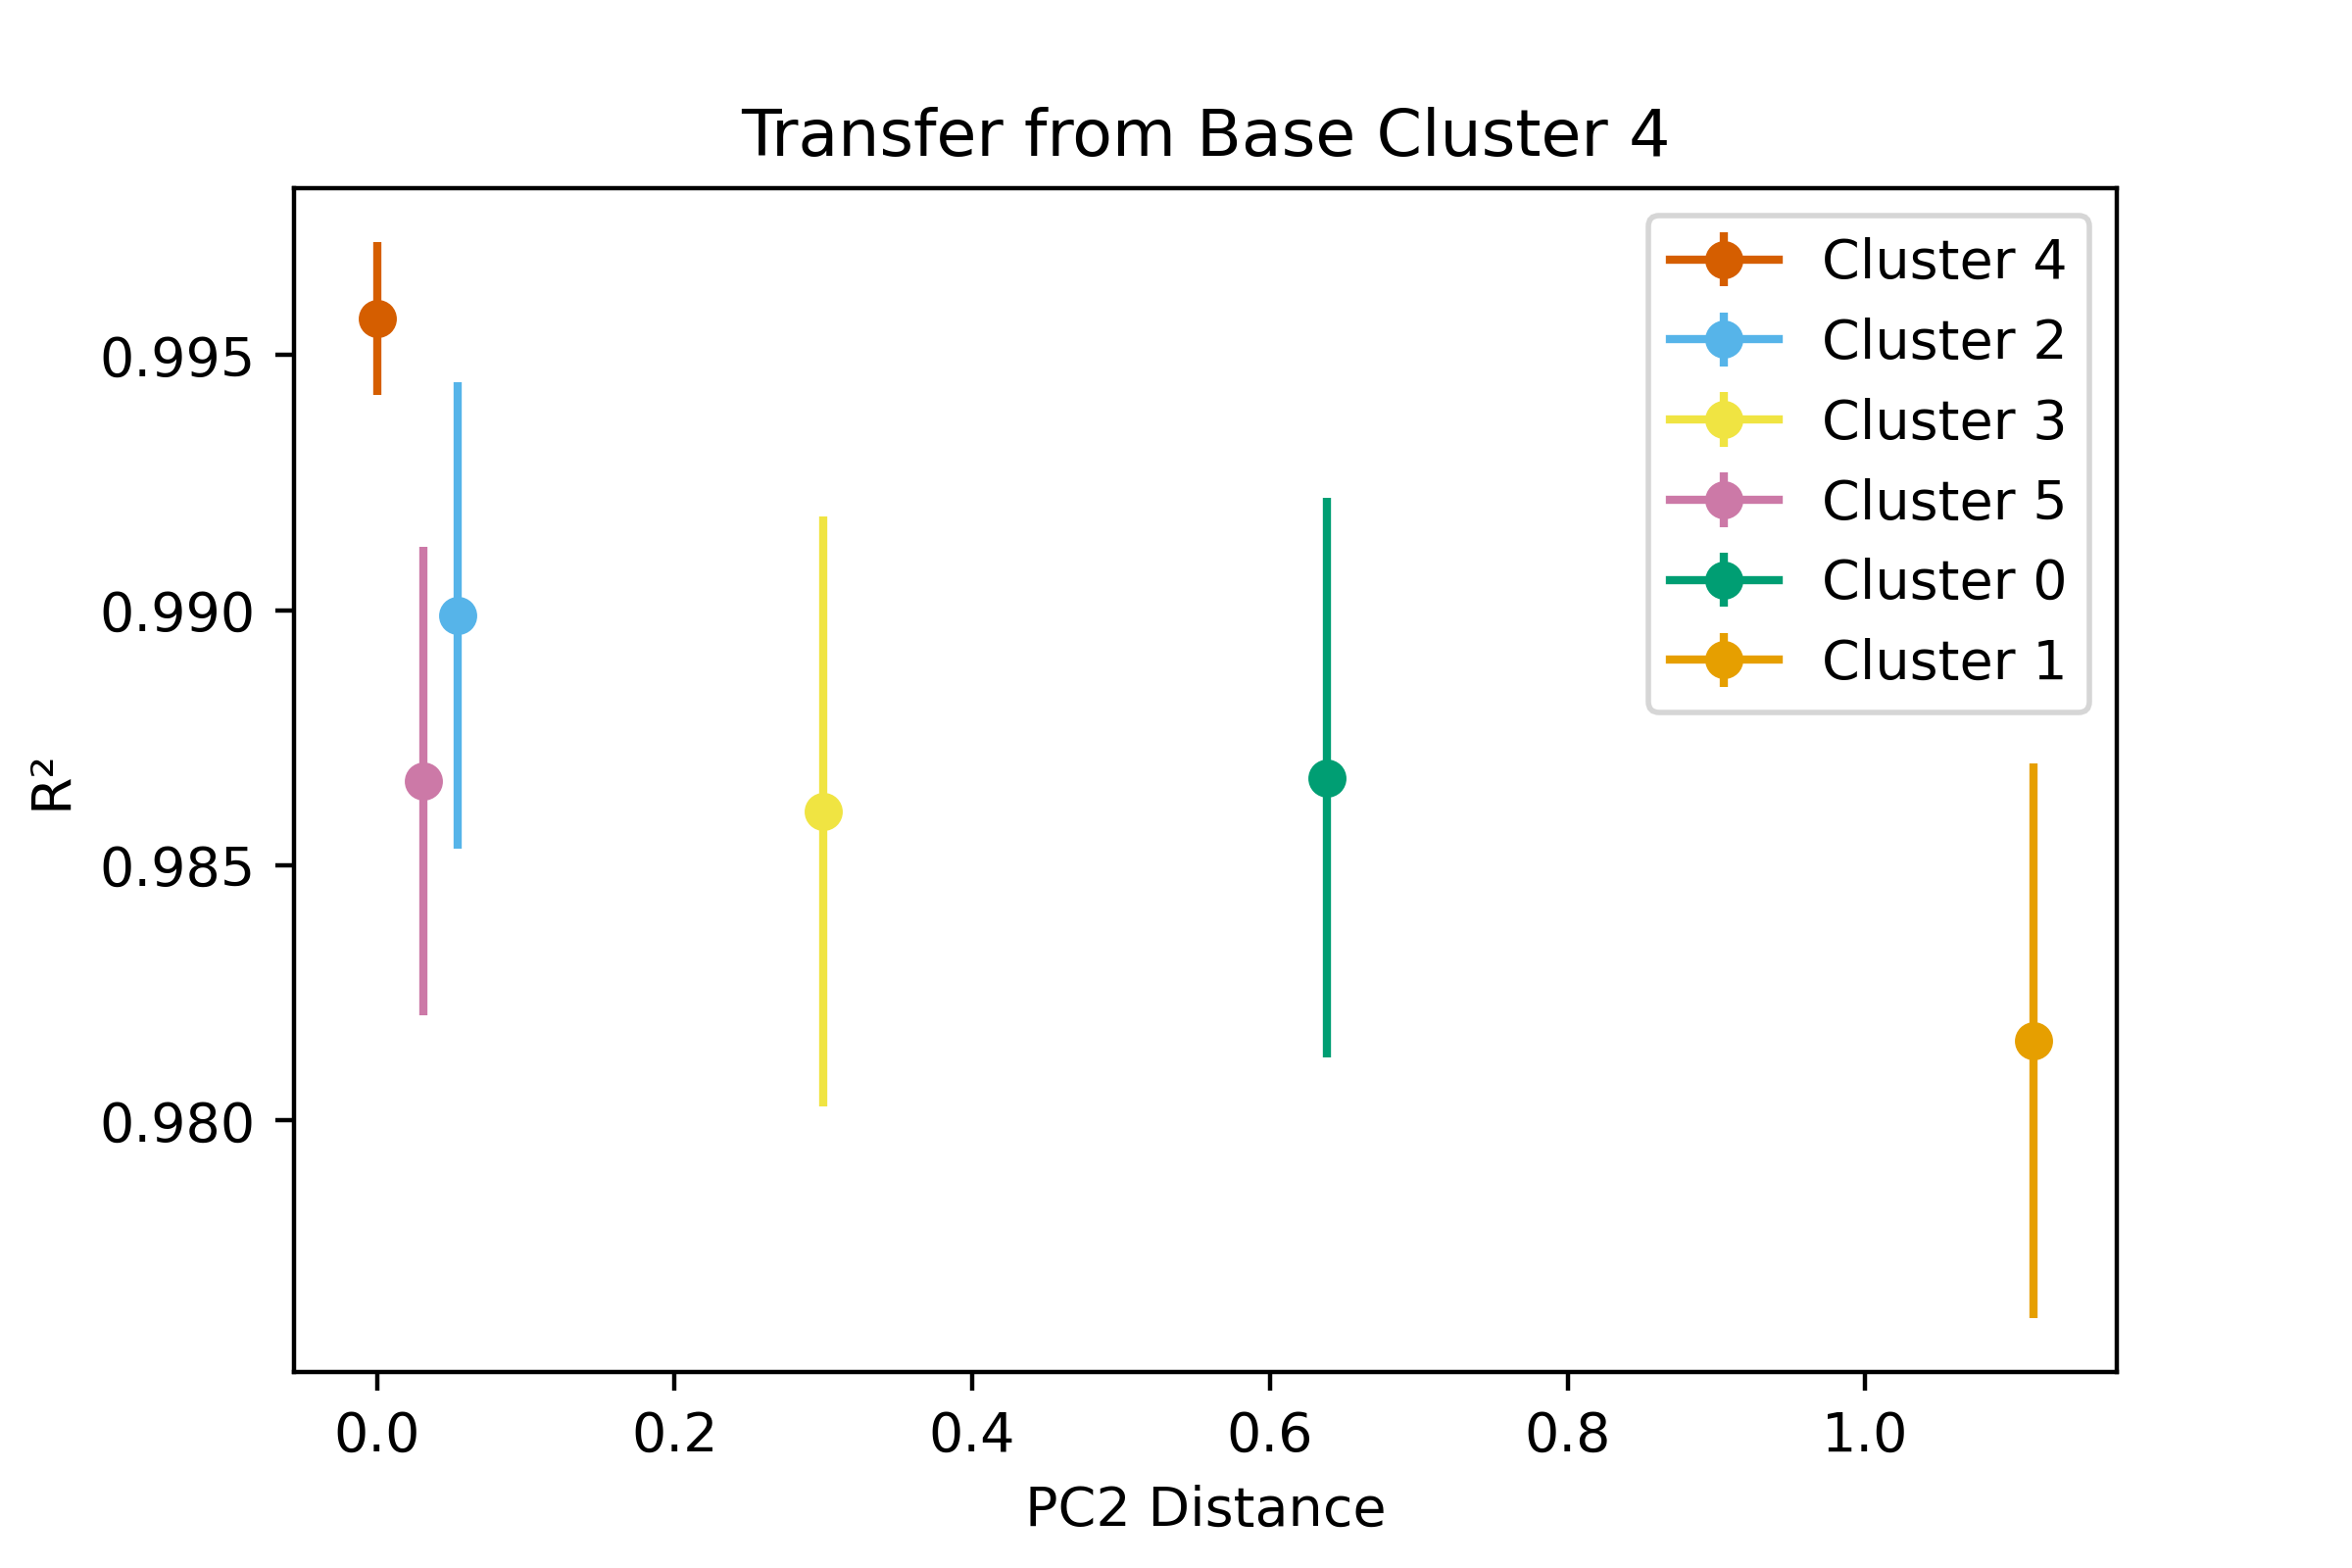 Transfer from Base Cluster 4
Cluster 4
Cluster 2
Cluster 3
Cluster 5
Cluster 0
Cluster 1
0.995
0.990
0.985
0.980
R²
0.0 0.2 0.4 0.6 0.8 1.0
PC2 Distance